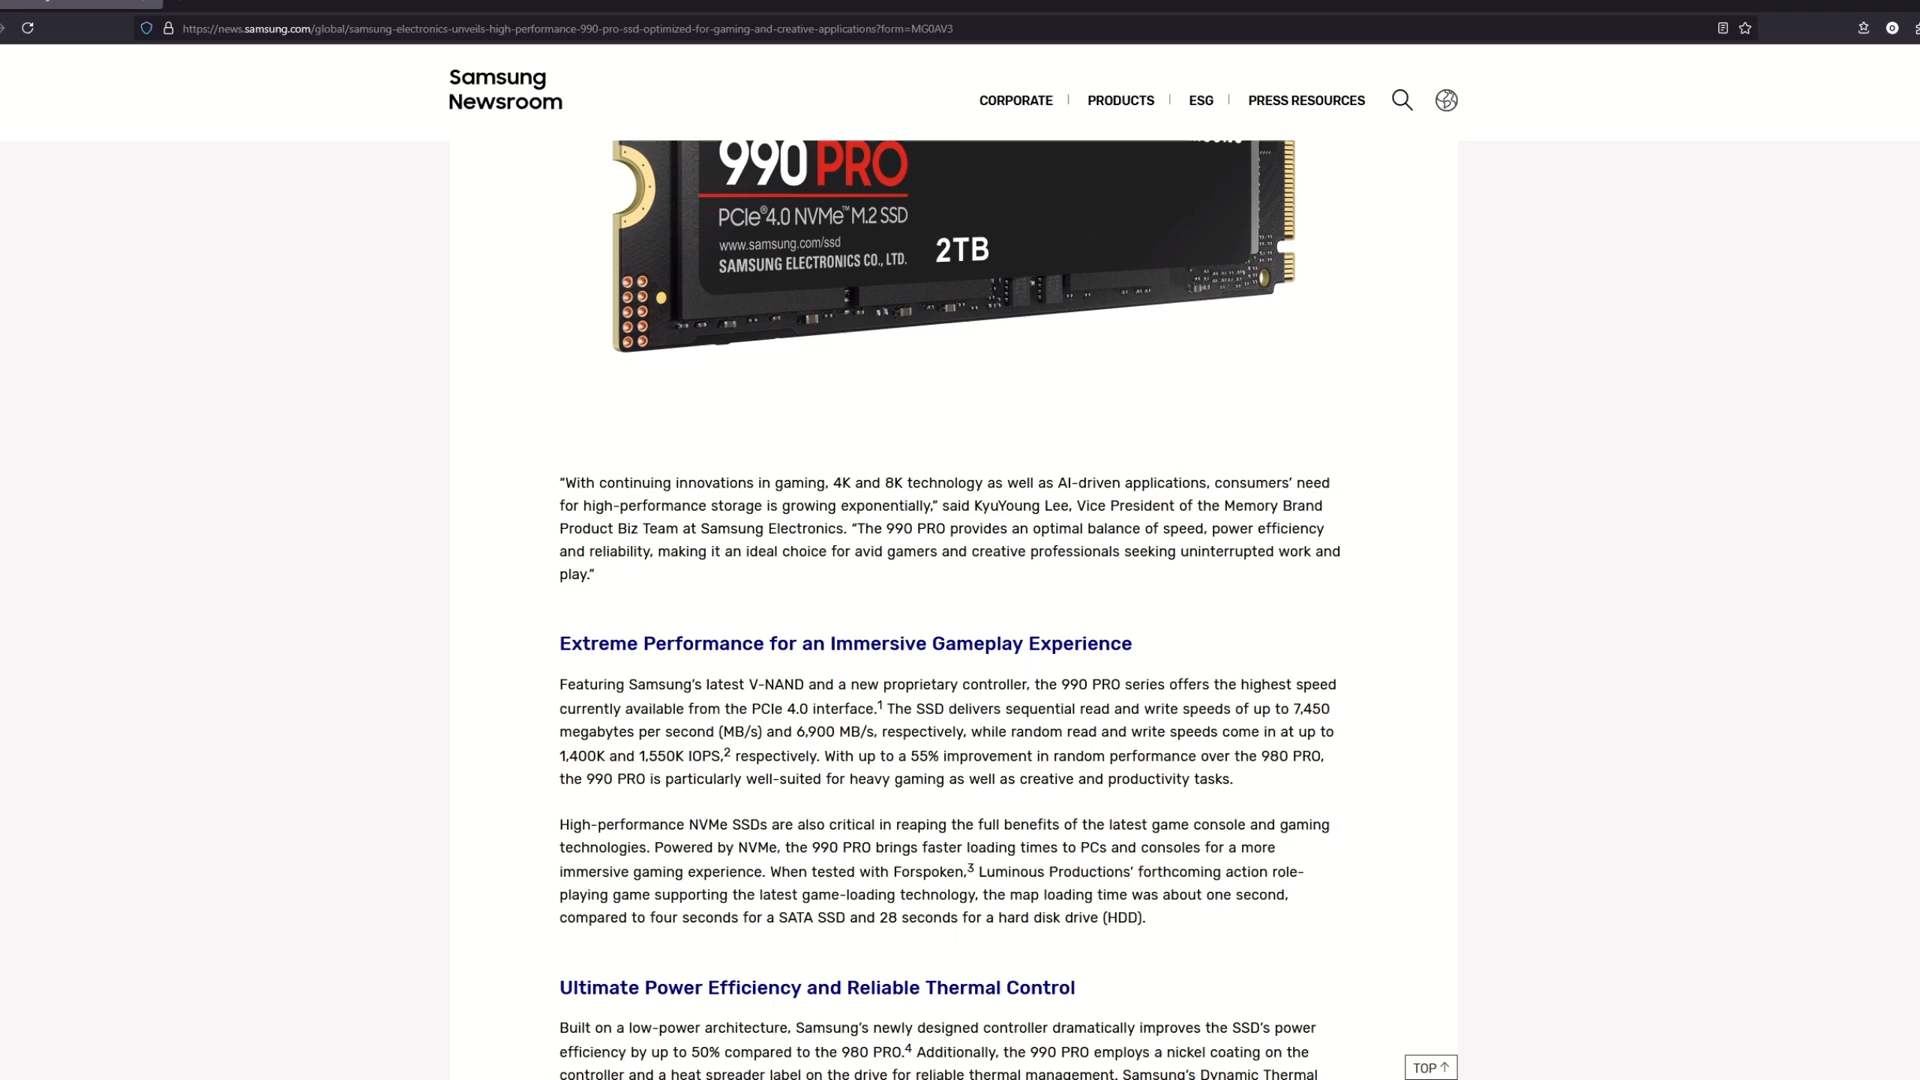 https://news.samsung.com/global/samsung-electronics-unveils-high-performance-990-pro-ssd-optimized-for-gaming-and-creative-applications?form=MG0AV3
Samsung
Newsroom
CORPORATE
PRODUCTS
ESG
PRESS RESOURCES
990 PRO
PCIe®4.0 NVMe™ M.2 SSD
www.samsung.com/ssd
SAMSUNG ELECTRONICS CO., LTD.
2TB
“With continuing innovations in gaming, 4K and 8K technology as well as AI-driven applications, consumers’ need
for high-performance storage is growing exponentially,” said KyuYoung Lee, Vice President of the Memory Brand
Product Biz Team at Samsung Electronics. “The 990 PRO provides an optimal balance of speed, power efficiency
and reliability, making it an ideal choice for avid gamers and creative professionals seeking uninterrupted work and
play.”
Extreme Performance for an Immersive Gameplay Experience
Featuring Samsung’s latest V-NAND and a new proprietary controller, the 990 PRO series offers the highest speed
currently available from the PCIe 4.0 interface.1 The SSD delivers sequential read and write speeds of up to 7,450
megabytes per second (MB/s) and 6,900 MB/s, respectively, while random read and write speeds come in at up to
1,400K and 1,550K IOPS,2 respectively. With up to a 55% improvement in random performance over the 980 PRO,
the 990 PRO is particularly well-suited for heavy gaming as well as creative and productivity tasks.
High-performance NVMe SSDs are also critical in reaping the full benefits of the latest game console and gaming
technologies. Powered by NVMe, the 990 PRO brings faster loading times to PCs and consoles for a more
immersive gaming experience. When tested with Forspoken,3 Luminous Productions’ forthcoming action role-
playing game supporting the latest game-loading technology, the map loading time was about one second,
compared to four seconds for a SATA SSD and 28 seconds for a hard disk drive (HDD).
Ultimate Power Efficiency and Reliable Thermal Control
Built on a low-power architecture, Samsung’s newly designed controller dramatically improves the SSD’s power
efficiency by up to 50% compared to the 980 PRO.4 Additionally, the 990 PRO employs a nickel coating on the
controller and a heat spreader label on the drive for reliable thermal management. Samsung’s Dynamic Thermal
TOP↑